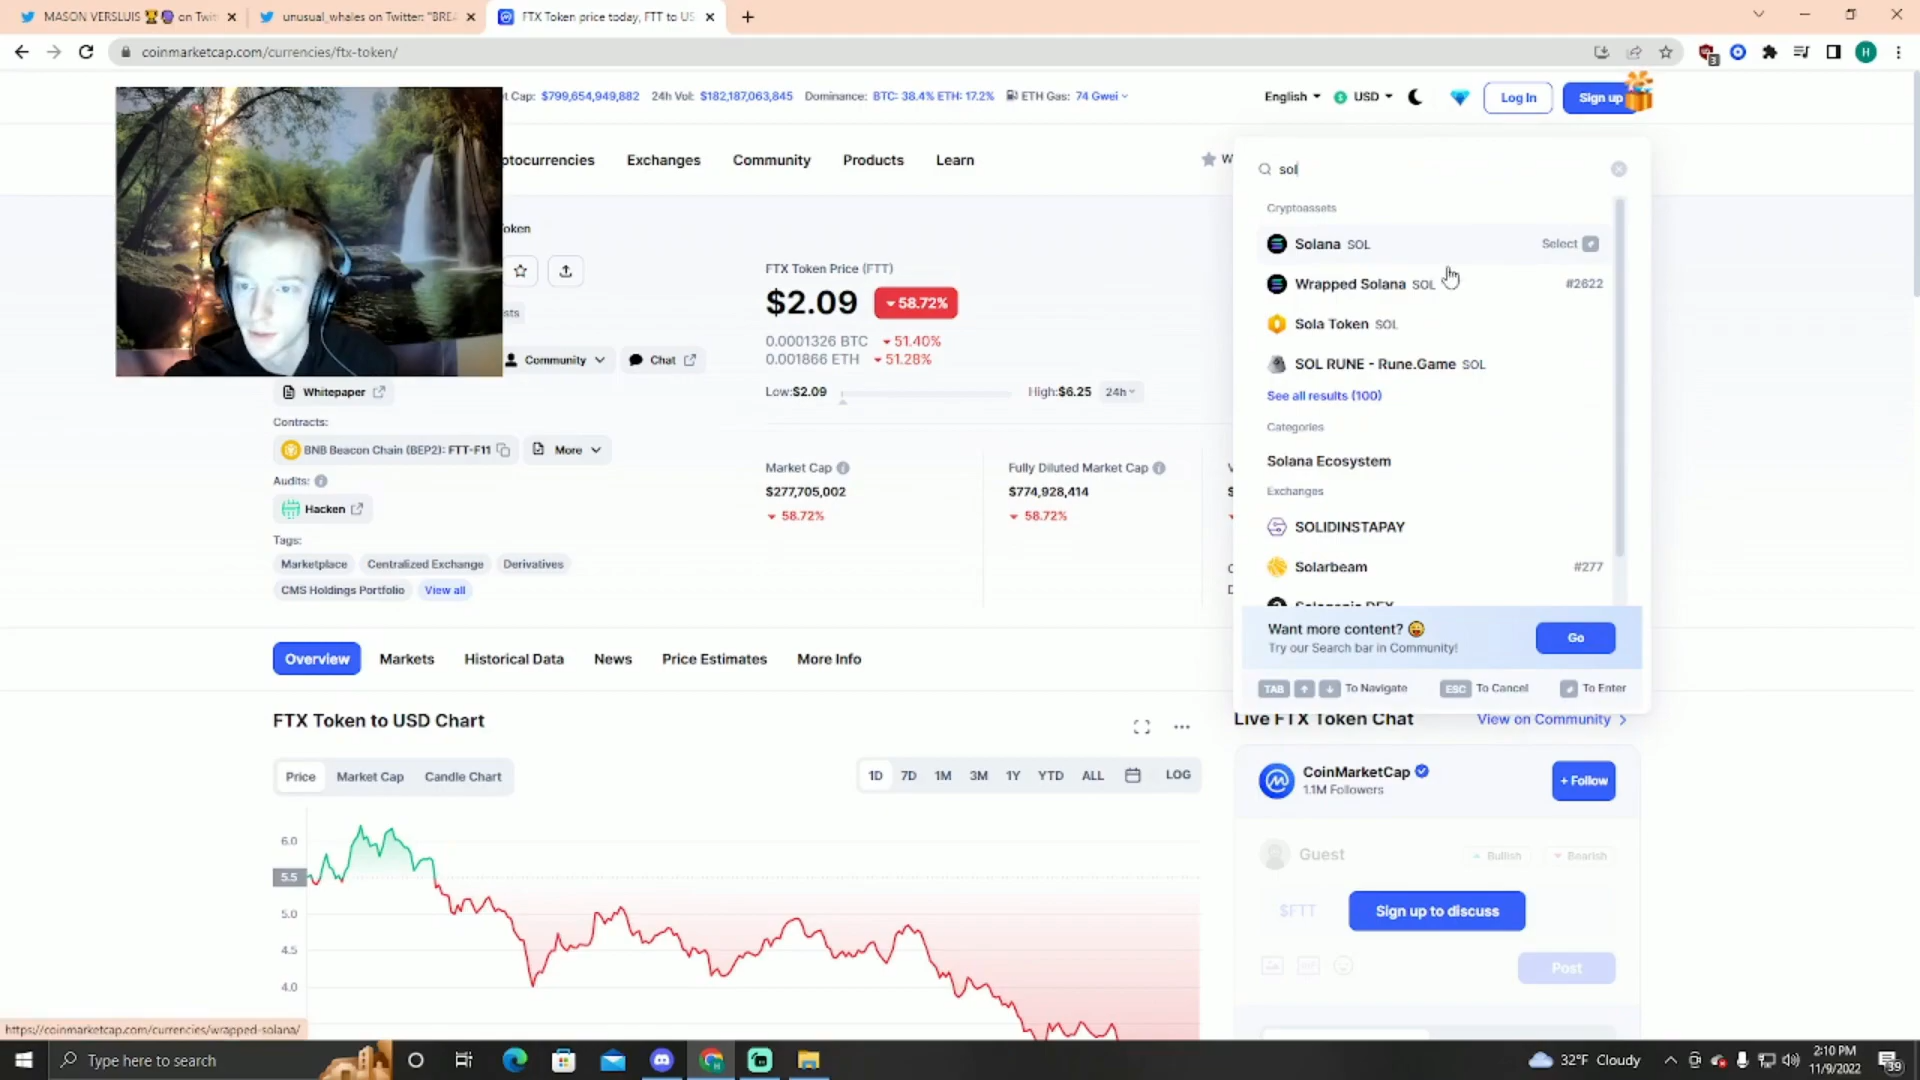 MASON VERSLUIS 🏆🔮 on Twit
unusual_whales on Twitter: "BREA
FTX Token price today, FTT to US
coinmarketcap.com/currencies/ftx-token/
3
H
t Cap: $799,654,949,882 24h Vol: $182,187,063,845 Dominance: BTC: 38.4% ETH: 17.2% ETH Gas: 74 Gwei
English USD Log In Sign up
ptocurrencies Exchanges Community Products Learn
W
sol
Cryptoassets
Solana SOL Select
Wrapped Solana SOL #2622
Sola Token SOL
SOL RUNE - Rune.Game SOL
See all results (100)
Categories
Solana Ecosystem
Exchanges
SOLIDINSTAPAY
Solarbeam #277
Want more content? 😜
Try our Search bar in Community!
Go
TAB To Navigate ESC To Cancel To Enter
oken
sts
Community Chat
Whitepaper
Contracts:
BNB Beacon Chain (BEP2): FTT-F11 More
Audits:
Hacken
Tags:
Marketplace Centralized Exchange Derivatives
CMS Holdings Portfolio View all
FTX Token Price (FTT)
$2.09 58.72%
0.0001326 BTC 51.40%
0.001866 ETH 51.28%
Low:$2.09 High:$6.25 24h
Market Cap
$277,705,002
58.72%
Fully Diluted Market Cap
$774,928,414
58.72%
V
$
Overview Markets Historical Data News Price Estimates More Info
FTX Token to USD Chart
Price Market Cap Candle Chart
1D 7D 1M 3M 1Y YTD ALL LOG
6.0
5.5
5.0
4.5
4.0
Live FTX Token Chat View on Community
CoinMarketCap
1.1M Followers
+ Follow
Guest Bullish Bearish
$FTT
Sign up to discuss
Post
https://coinmarketcap.com/currencies/wrapped-solana/
Type here to search
32°F Cloudy
2:10 PM
11/9/2022
39